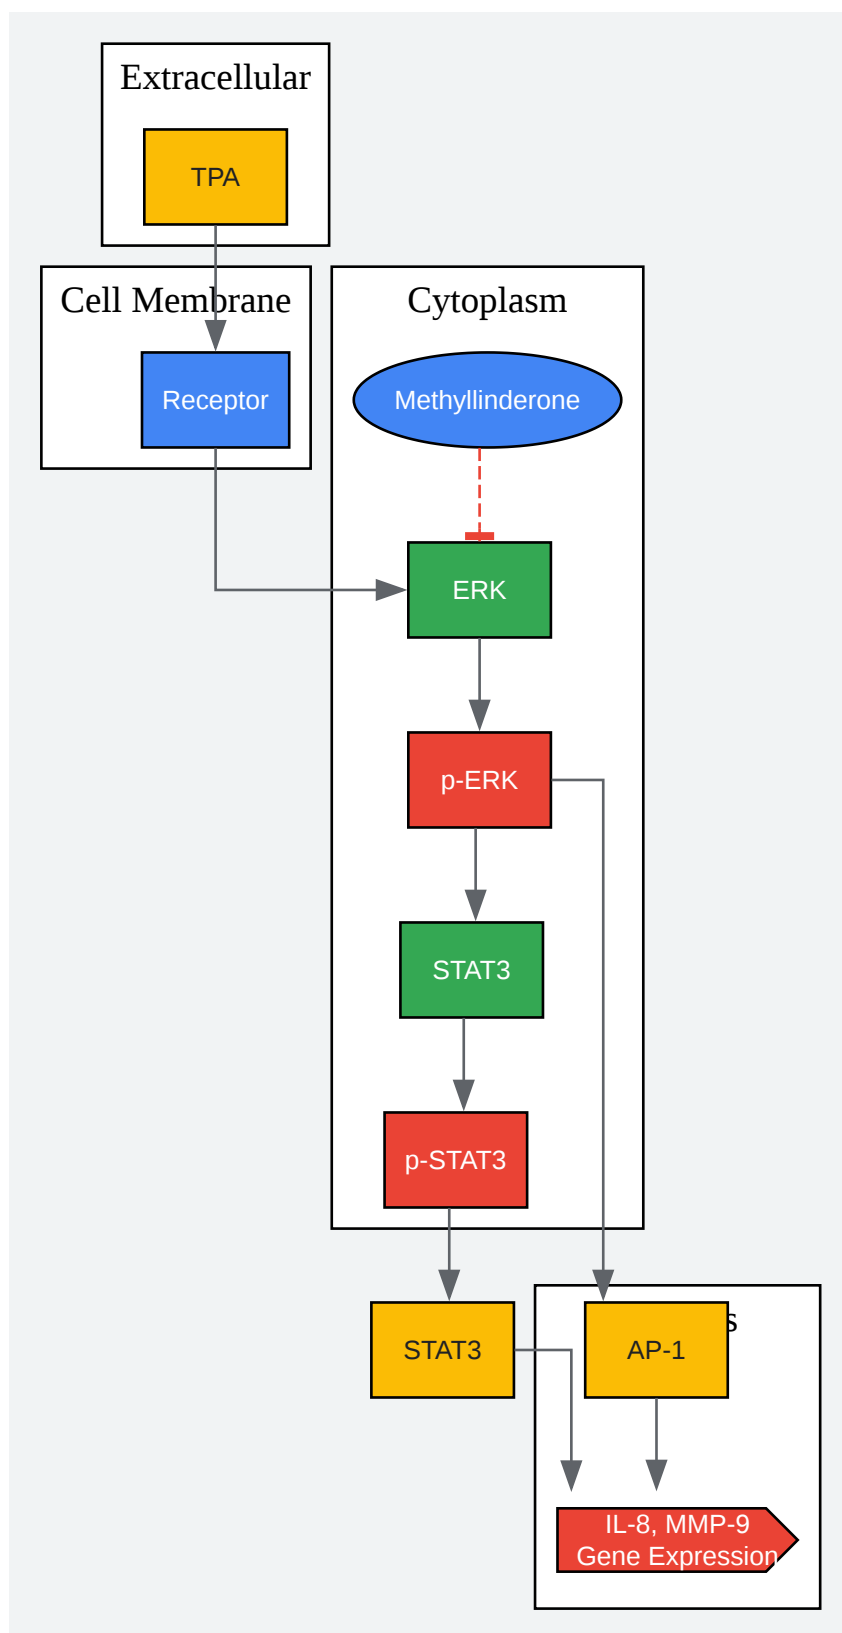 Extracellular
TPA
Cell Membrane
Cytoplasm
Receptor
Methyllinderone
ERK
p-ERK
STAT3
p-STAT3
STAT3
AP-1
IL-8, MMP-9
Gene Expression